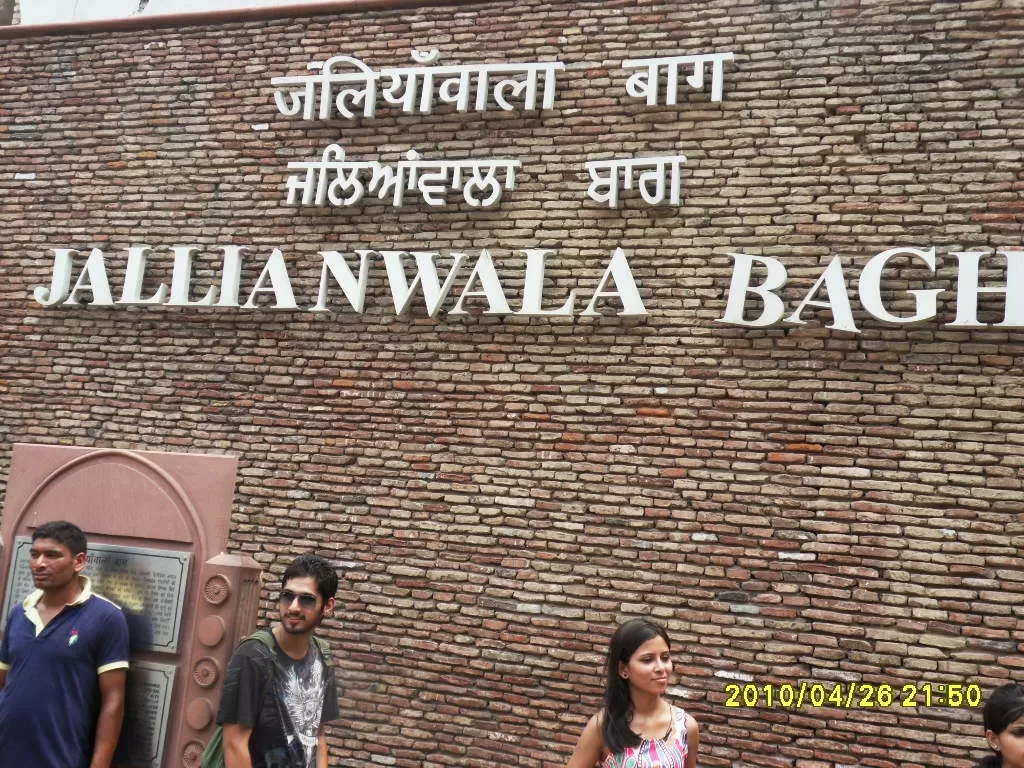 जलियाँवाला बाग
ਜਲਿਆਂਵਾਲਾ ਬਾਗ
JALLIANWALA BAGH
2010/04/26 21:50